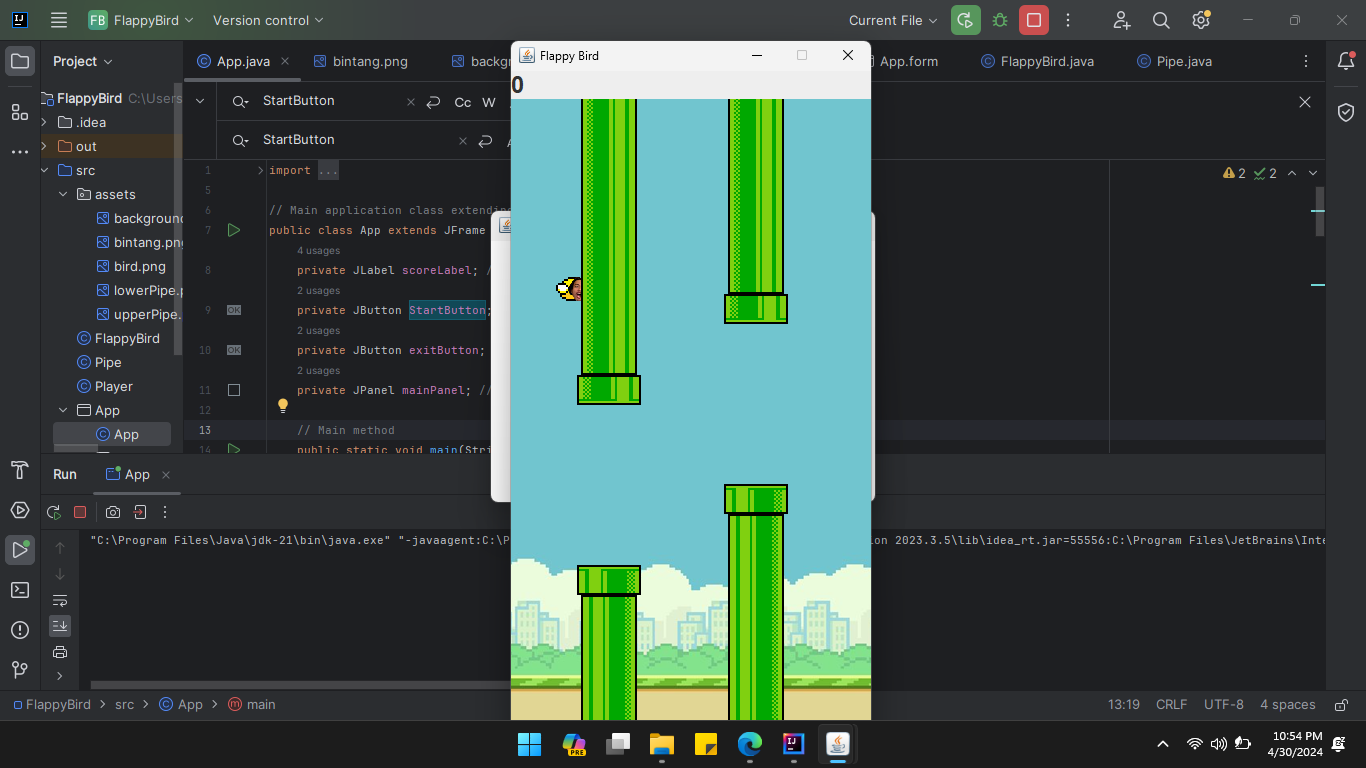 FB FlappyBird Version control Current File
Project
App.java bintang.png backgr App.form FlappyBird.java Pipe.java
Flappy Bird
0
FlappyBird C:\Users
.idea
out
src
assets
background
bintang.png
bird.png
lowerPipe.p
upperPipe.
FlappyBird
Pipe
Player
App
App
StartButton Cc W
StartButton
2 2
1 import ...
5
6 // Main application class extending
7 public class App extends JFrame
4 usages
8 private JLabel scoreLabel; //
2 usages
9 OK private JButton StartButton;
2 usages
10 OK private JButton exitButton;
2 usages
11 private JPanel mainPanel; //
12
13 // Main method
14 public static void main(Stri
Run App
"C:\Program Files\Java\jdk-21\bin\java.exe" "-javaagent:C:\P on 2023.3.5\lib\idea_rt.jar=55556:C:\Program Files\JetBrains\Inte
FlappyBird src App main 13:19 CRLF UTF-8 4 spaces
PRE
10:54 PM
4/30/2024